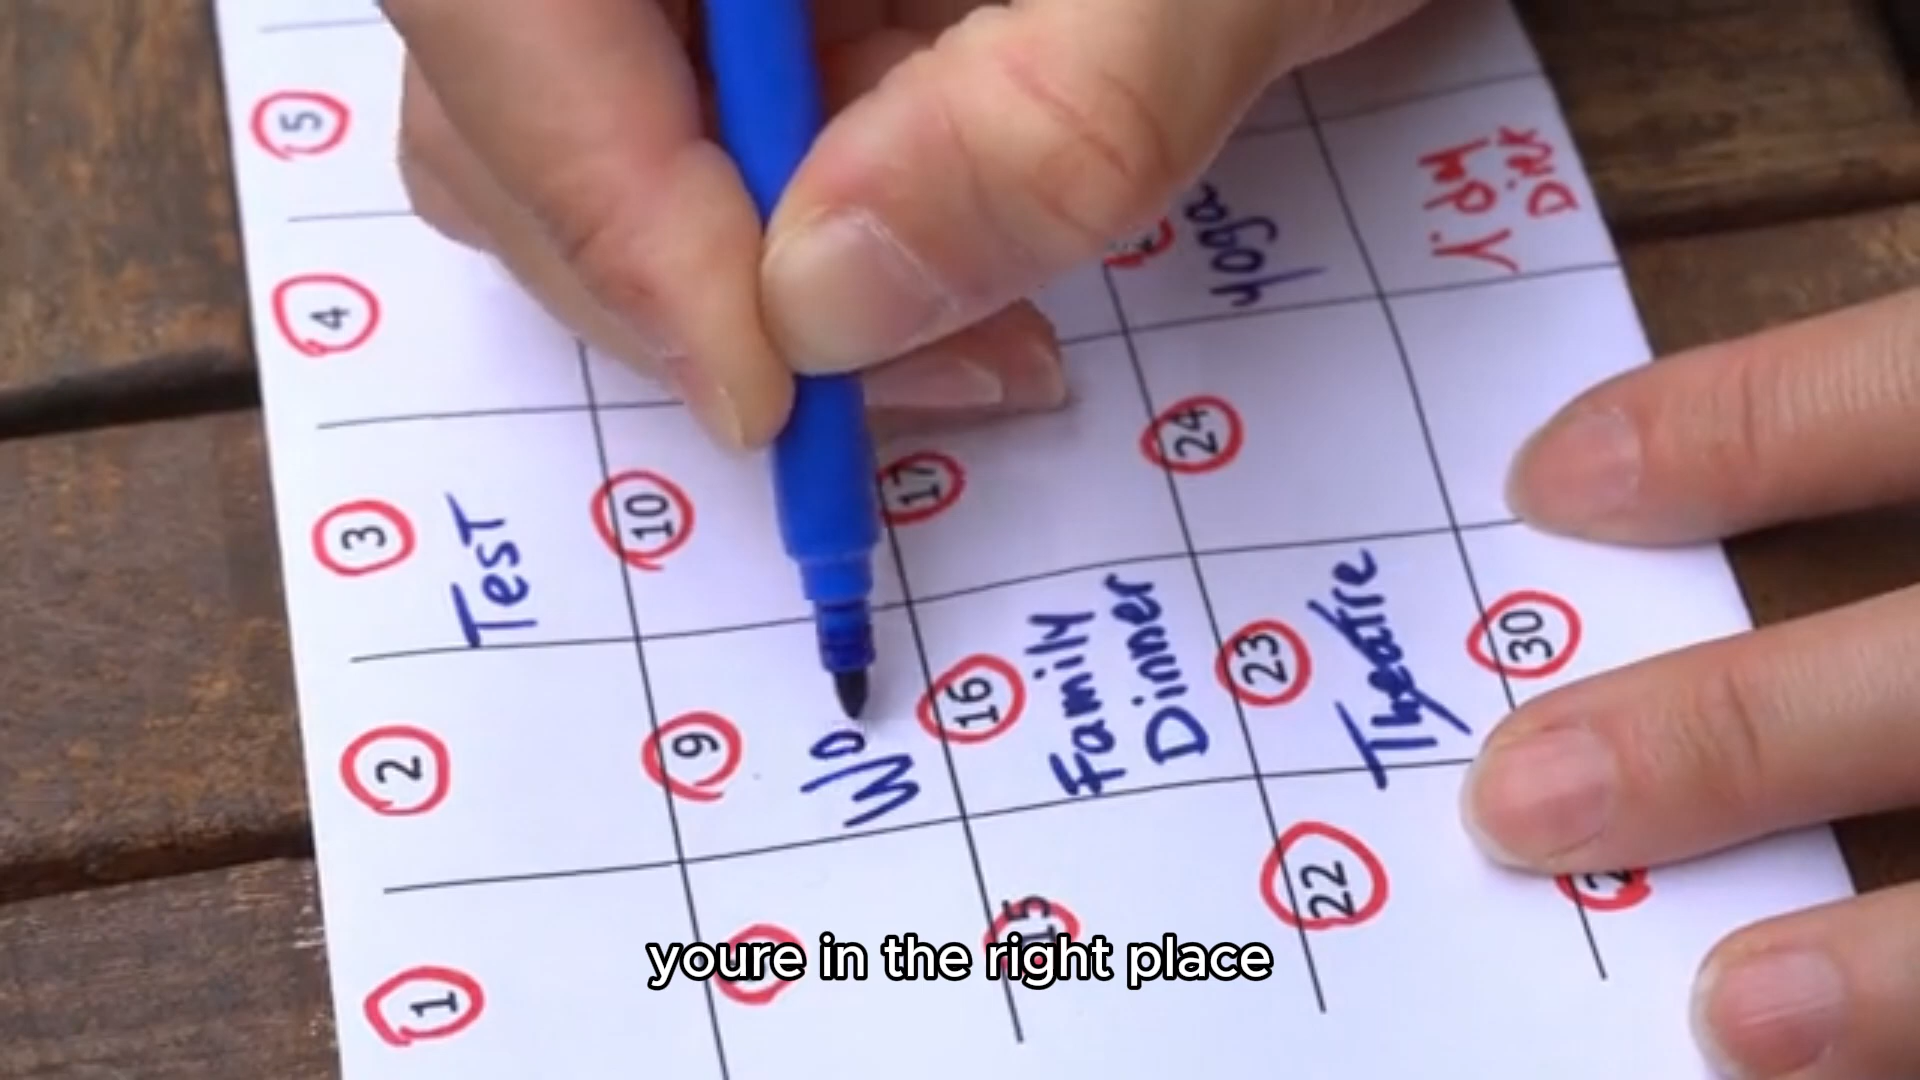 1 2 3 4 5
Test
9 10
15 16 17
Family
Dinner
22 23 24
Theatre Yoga
30
youre in the right place